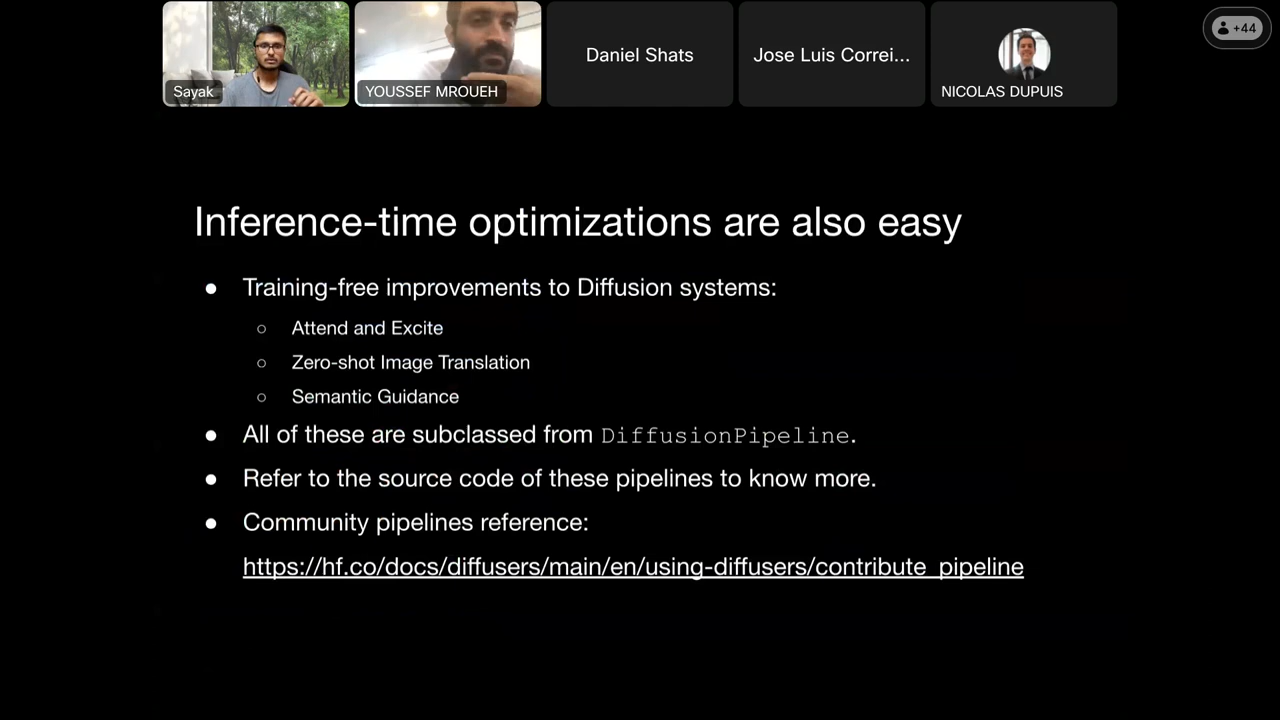 Sayak
YOUSSEF MROUEH
Daniel Shats
Jose Luis Correi...
NICOLAS DUPUIS
+44
Inference-time optimizations are also easy
● Training-free improvements to Diffusion systems:
○ Attend and Excite
○ Zero-shot Image Translation
○ Semantic Guidance
● All of these are subclassed from DiffusionPipeline.
● Refer to the source code of these pipelines to know more.
● Community pipelines reference:
https://hf.co/docs/diffusers/main/en/using-diffusers/contribute_pipeline